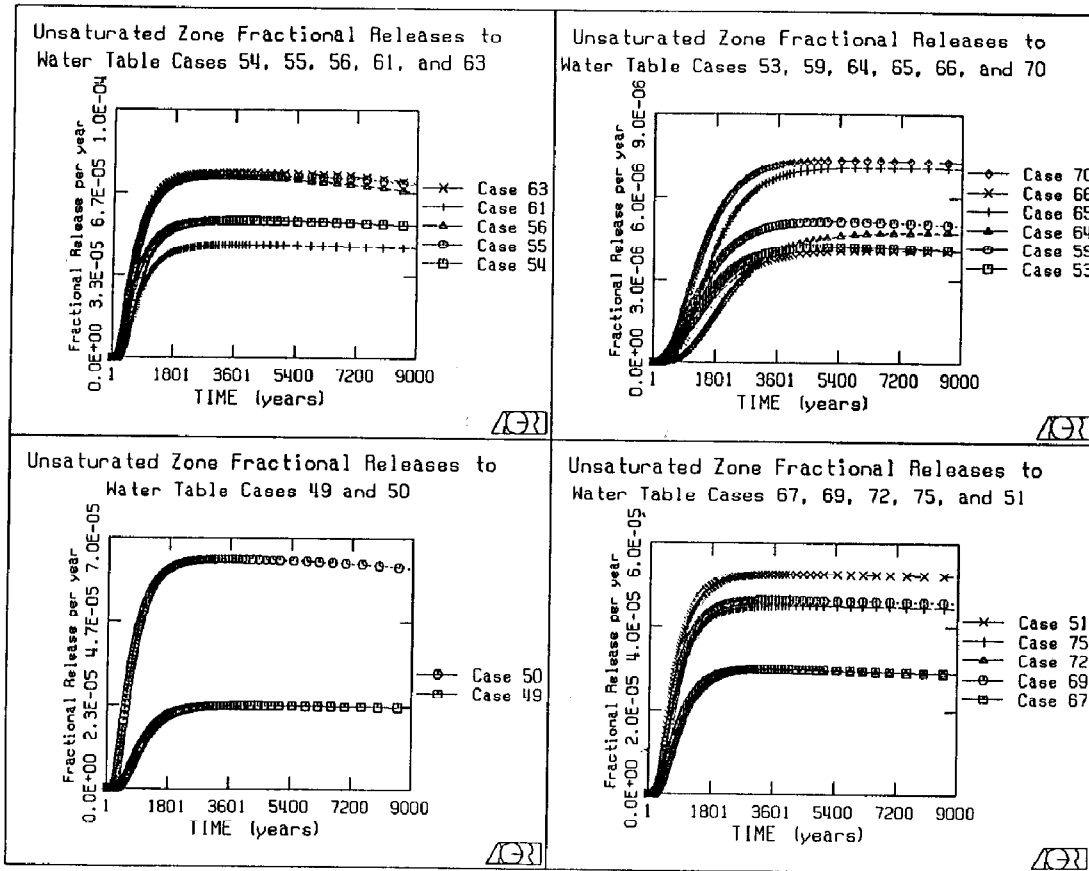 Unsaturated Zone Fractional Releases to
Water Table Cases 54, 55, 56, 61, and 63
Fractional Release per year
0.0E+00 3.3E-05 6.7E-05 1.0E-04
1 1801 3601 5400 7200 9000
TIME (years)
Case 63
Case 61
Case 56
Case 55
Case 54
Unsaturated Zone Fractional Releases to
Water Table Cases 53, 59, 64, 65, 66, and 70
Fractional Release per year
0.0E+00 3.0E-06 6.0E-06 9.0E-06
1 1801 3601 5400 7200 9000
TIME (years)
Case 70
Case 66
Case 65
Case 64
Case 59
Case 53
Unsaturated Zone Fractional Releases to
Water Table Cases 49 and 50
Fractional Release per year
0.0E+00 2.3E-05 4.7E-05 7.0E-05
1 1801 3601 5400 7200 9000
TIME (years)
Case 50
Case 49
Unsaturated Zone Fractional Releases to
Water Table Cases 67, 69, 72, 75, and 51
Fractional Release per year
0.0E+00 2.0E-05 4.0E-05 6.0E-05
1 1801 3601 5400 7200 9000
TIME (years)
Case 51
Case 75
Case 72
Case 69
Case 67